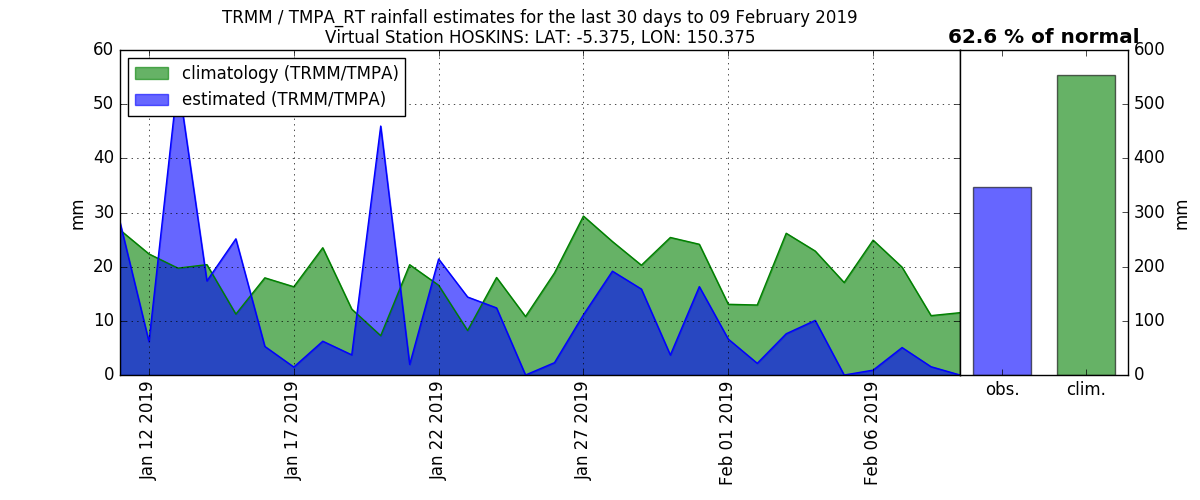 TRMM / TMPA_RT rainfall estimates for the last 30 days to 09 February 2019
Virtual Station HOSKINS: LAT: -5.375, LON: 150.375
62.6 % of normal
climatology (TRMM/TMPA)
estimated (TRMM/TMPA)
60
50
40
30
20
10
0
mm
Jan 12 2019
Jan 17 2019
Jan 22 2019
Jan 27 2019
Feb 01 2019
Feb 06 2019
obs.
clim.
600
500
400
300
200
100
0
mm